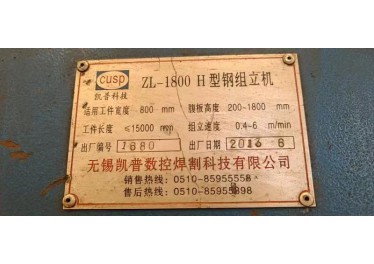 cusp
凯普科技
ZL-1800 H型钢组立机
适用工件宽度 800 mm 腹板高度 200-1800 mm
工件长度 ≤15000 mm 组立速度 0.4-6 m/min
出厂编号 1680 出厂日期 2013 6
无锡凯普数控焊割科技有限公司
销售热线: 0510-85955558
售后热线: 0510-85955898